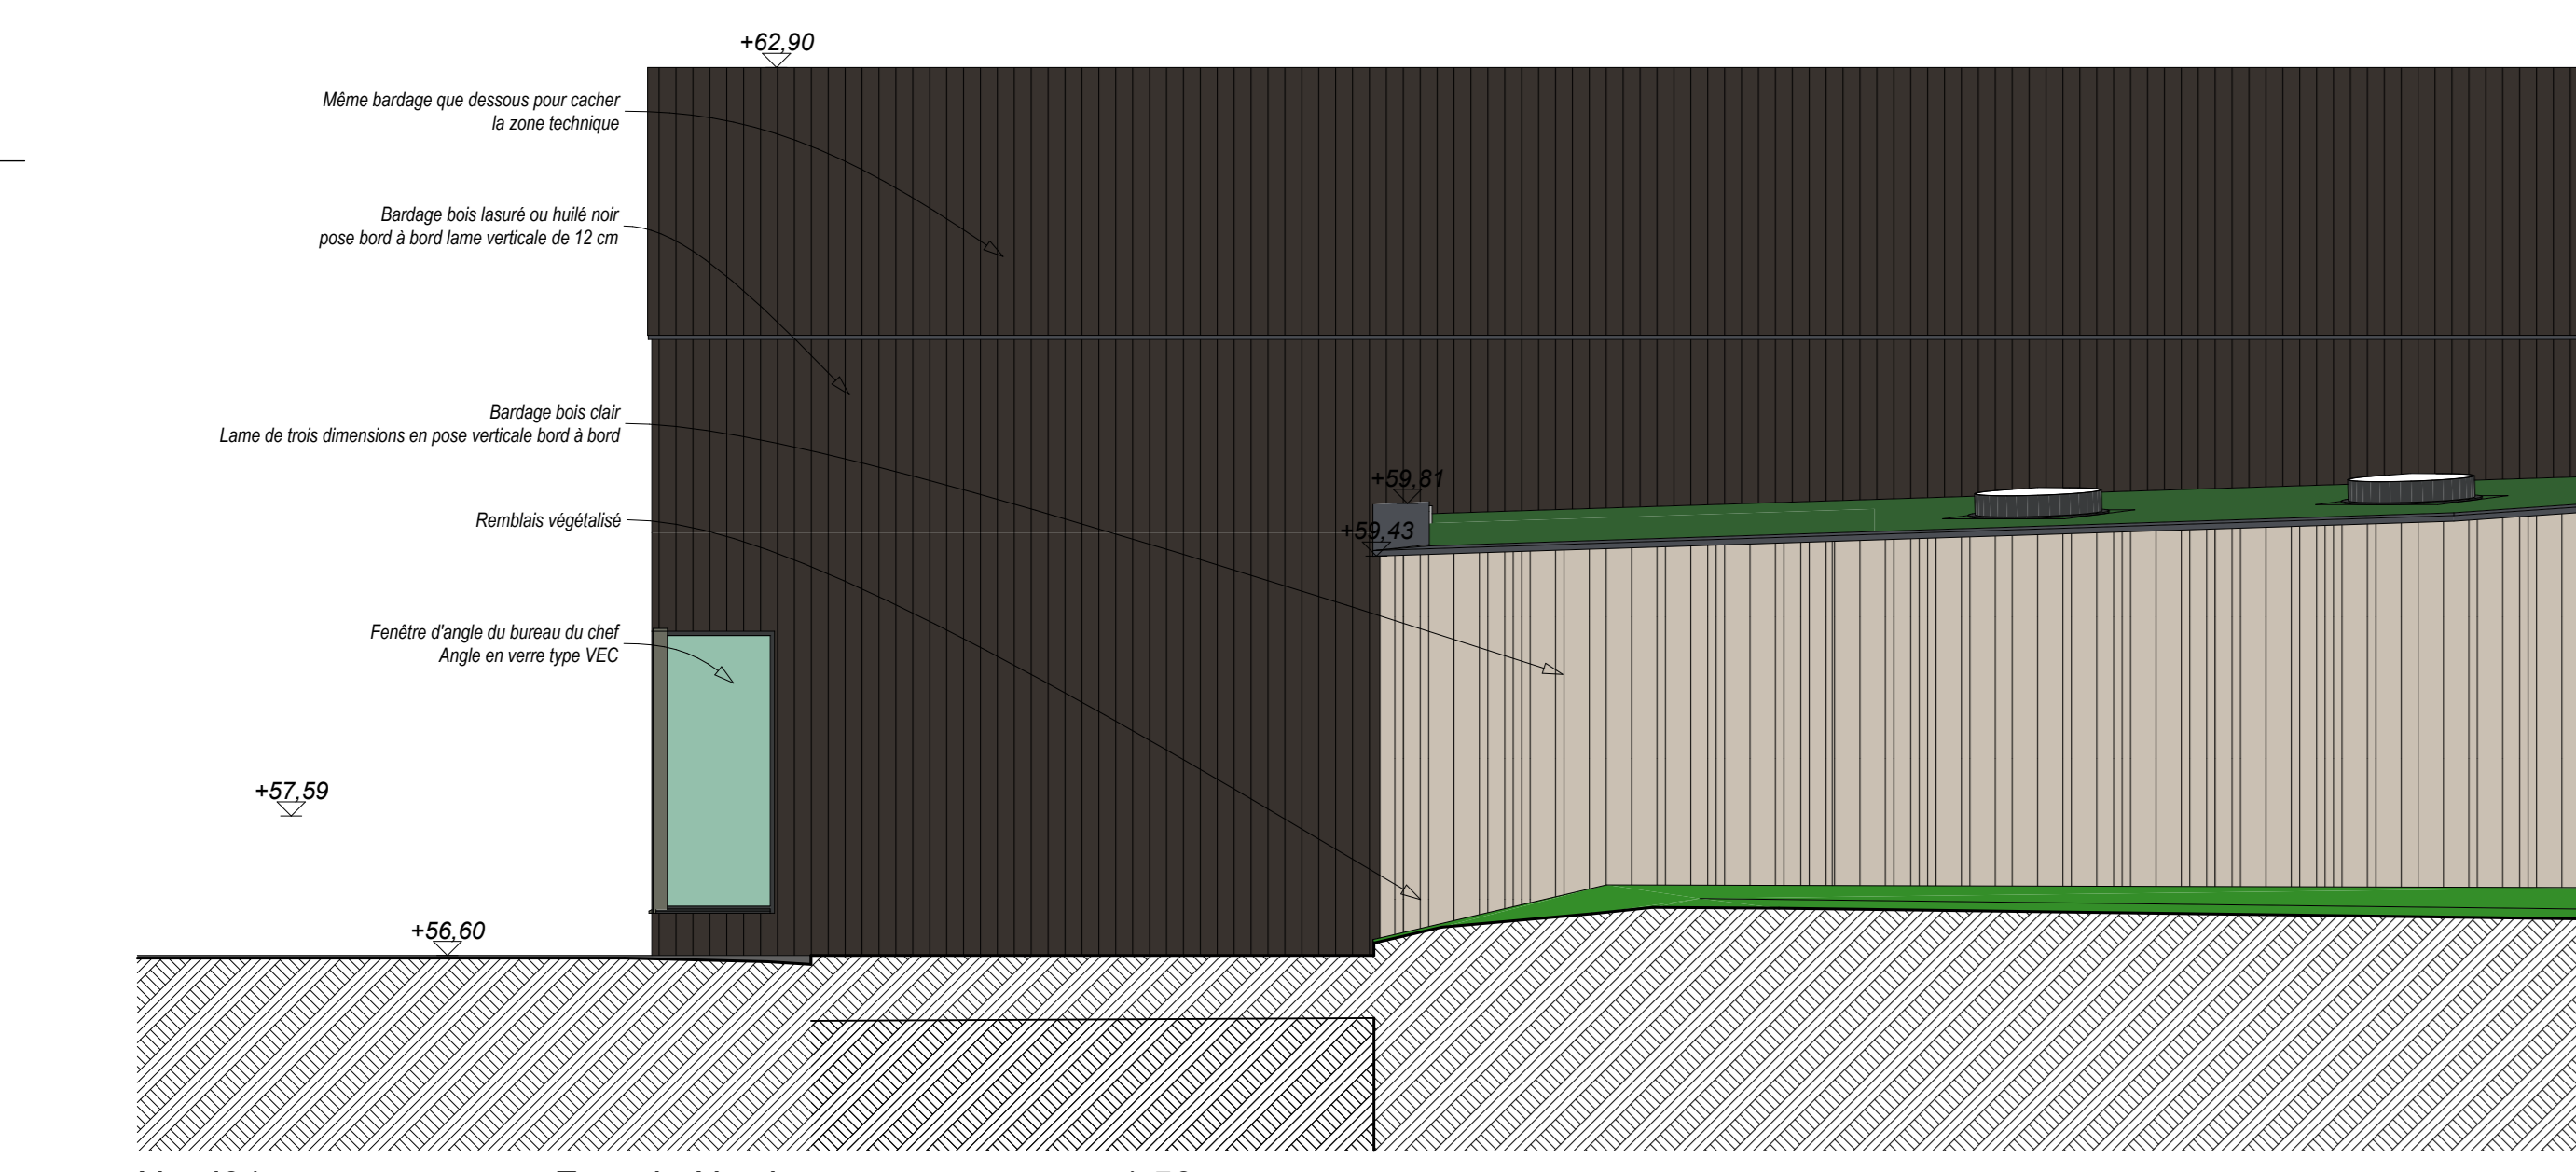 +62,90
Même bardage que dessous pour cacher
la zone technique
Bardage bois lasuré ou huilé noir
pose bord à bord lame verticale de 12 cm
Bardage bois clair
Lame de trois dimensions en pose verticale bord à bord
+59,81
Remblais végétalisé
+59,43
Fenêtre d'angle du bureau du chef
Angle en verre type VEC
+57,59
+56,60